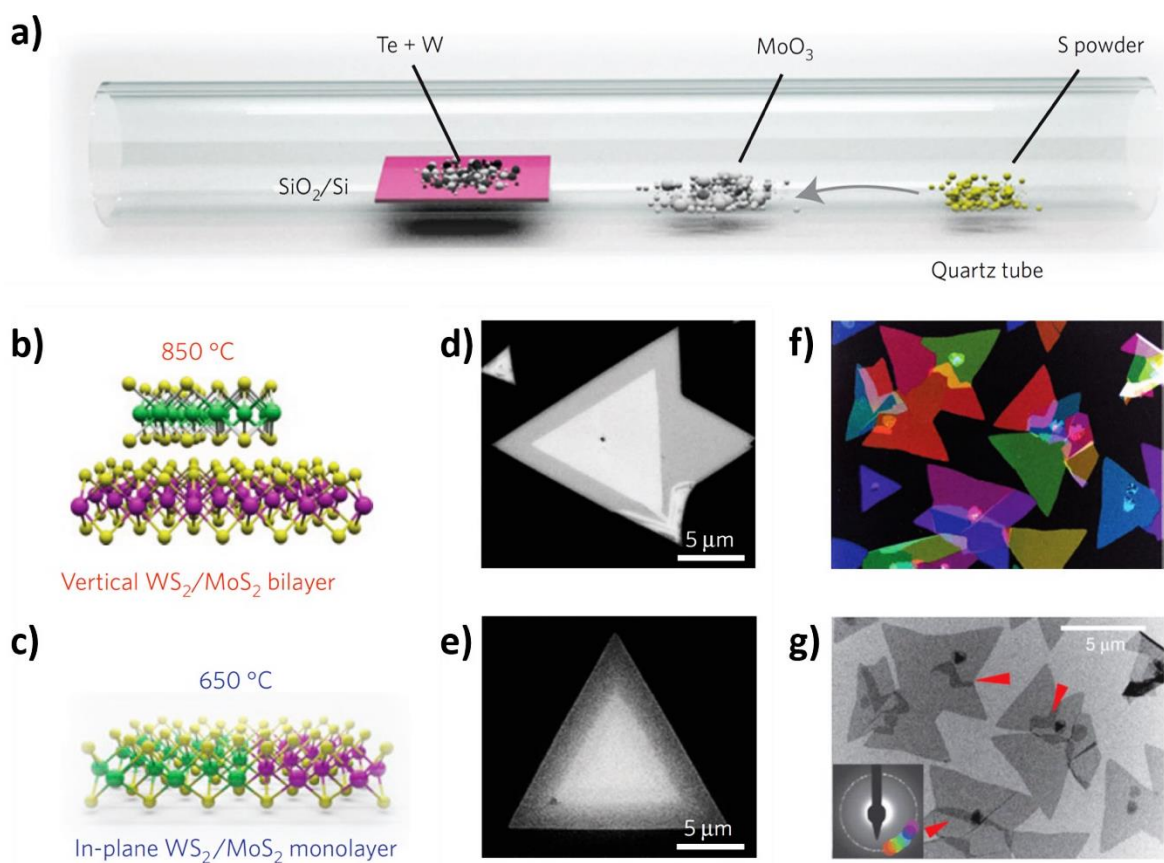 a)
Te + W
MoO₃
S powder
SiO₂/Si
Quartz tube
b)
850 °C
Vertical WS₂/MoS₂ bilayer
c)
650 °C
In-plane WS₂/MoS₂ monolayer
d)
5 μm
e)
5 μm
f)
g)
5 μm